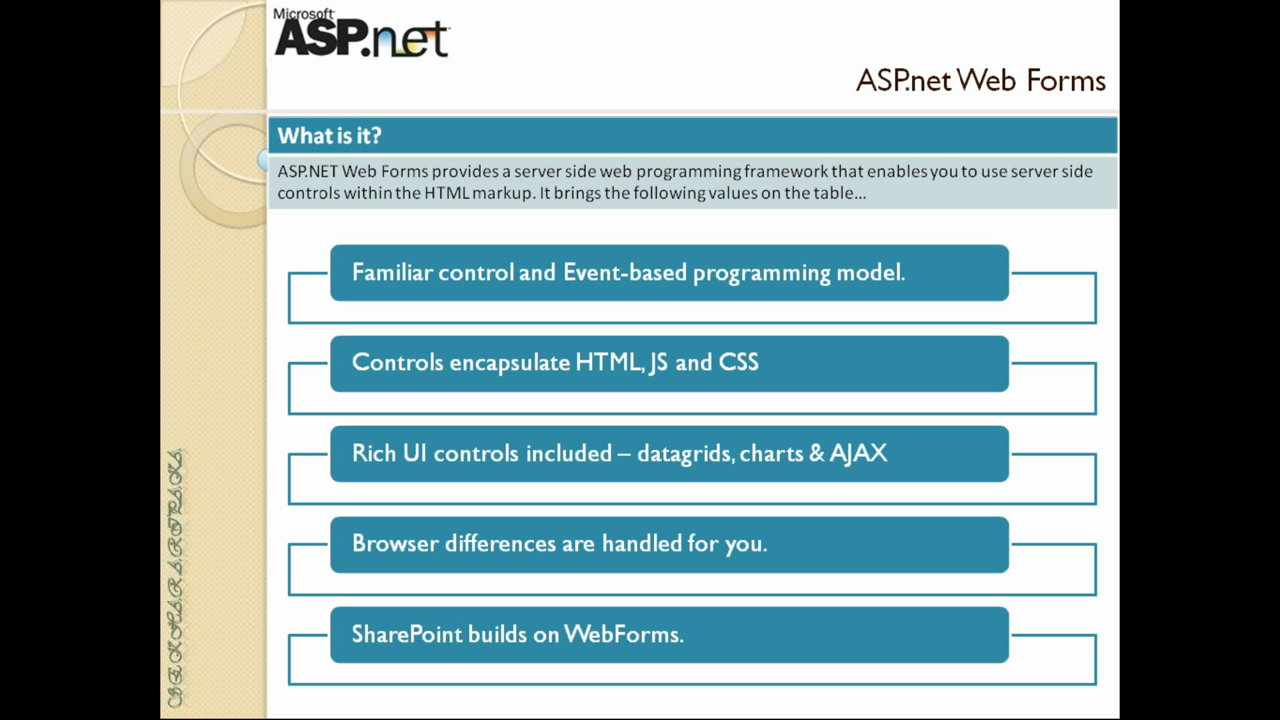 Microsoft
ASP.net
ASP.net Web Forms
What is it?
ASP.NET Web Forms provides a server side web programming framework that enables you to use server side
controls within the HTML markup. It brings the following values on the table…
Familiar control and Event-based programming model.
Controls encapsulate HTML, JS and CSS
Rich UI controls included – datagrids, charts & AJAX
Browser differences are handled for you.
SharePoint builds on WebForms.